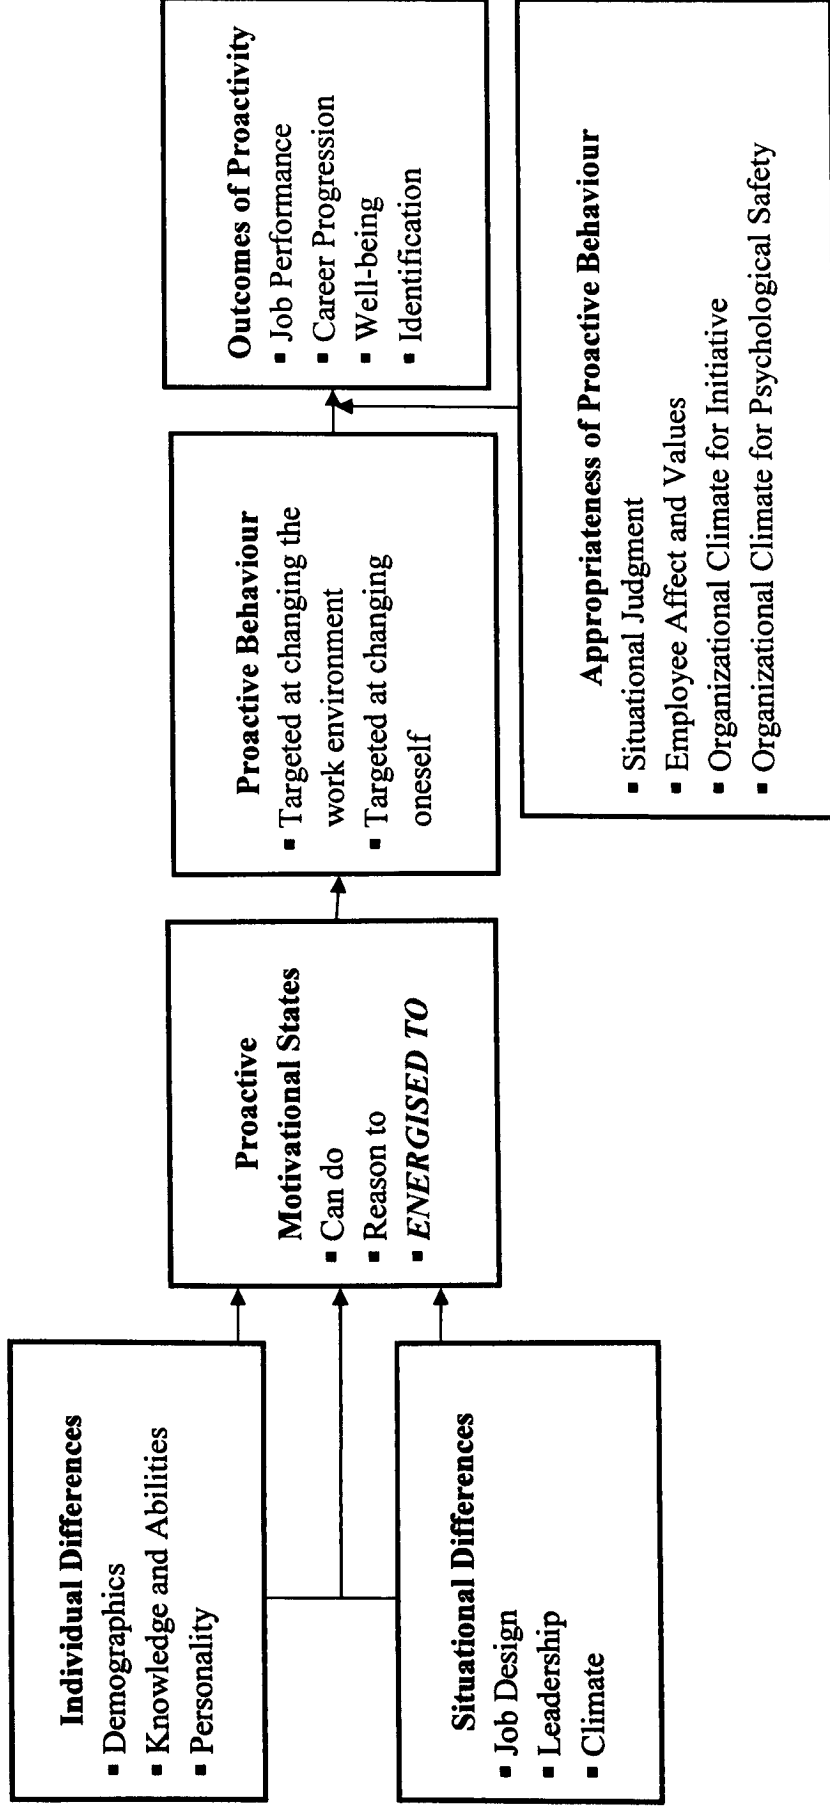 Individual Differences
▪ Demographics
▪ Knowledge and Abilities
▪ Personality
Situational Differences
▪ Job Design
▪ Leadership
▪ Climate
Proactive
Motivational States
▪ Can do
▪ Reason to
▪ ENERGISED TO
Proactive Behaviour
▪ Targeted at changing the
work environment
▪ Targeted at changing
oneself
Outcomes of Proactivity
▪ Job Performance
▪ Career Progression
▪ Well-being
▪ Identification
Appropriateness of Proactive Behaviour
▪ Situational Judgment
▪ Employee Affect and Values
▪ Organizational Climate for Initiative
▪ Organizational Climate for Psychological Safety